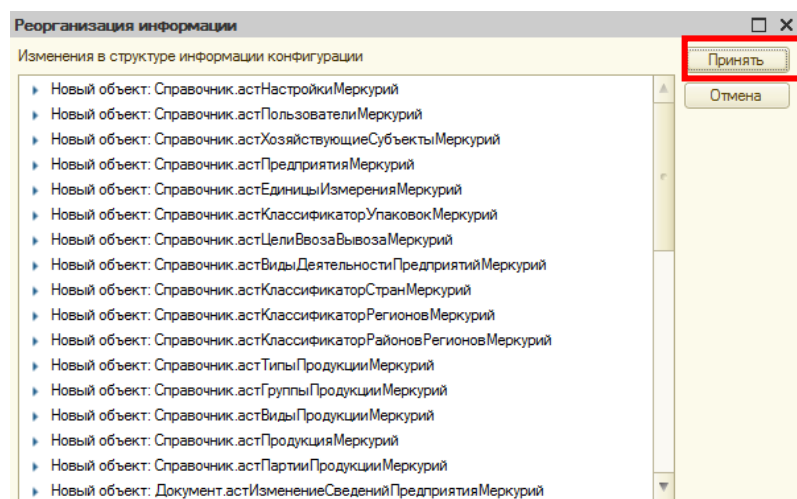 Реорганизация информации
Изменения в структуре информации конфигурации
Принять
Отмена
Новый объект: Справочник.астНастройкиМеркурий
Новый объект: Справочник.астПользователиМеркурий
Новый объект: Справочник.астХозяйствующиеСубъектыМеркурий
Новый объект: Справочник.астПредприятияМеркурий
Новый объект: Справочник.астЕдиницыИзмеренияМеркурий
Новый объект: Справочник.астКлассификаторУпаковокМеркурий
Новый объект: Справочник.астЦелиВвозаВывозаМеркурий
Новый объект: Справочник.астВидыДеятельностиПредприятийМеркурий
Новый объект: Справочник.астКлассификаторСтранМеркурий
Новый объект: Справочник.астКлассификаторРегионовМеркурий
Новый объект: Справочник.астКлассификаторРайоновРегионовМеркурий
Новый объект: Справочник.астТипыПродукцииМеркурий
Новый объект: Справочник.астГруппыПродукцииМеркурий
Новый объект: Справочник.астВидыПродукцииМеркурий
Новый объект: Справочник.астПродукцияМеркурий
Новый объект: Справочник.астПартииПродукцииМеркурий
Новый объект: Документ.астИзменениеСведенийПредприятияМеркурий